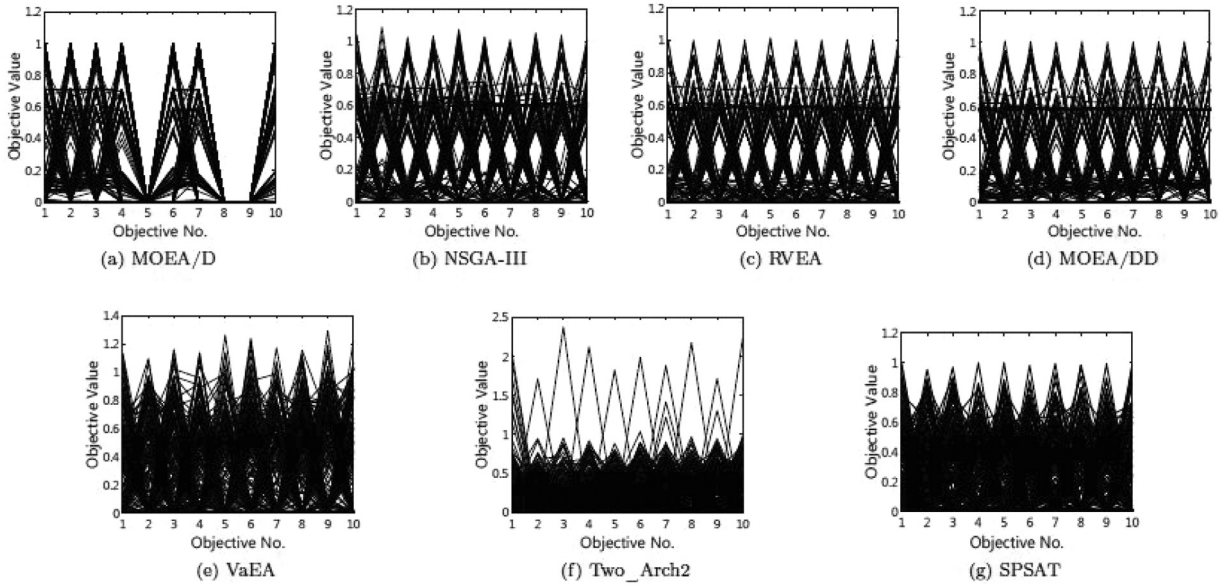 1.2
1
0.8
0.6
0.4
0.2
0
Objective Value
1 2 3 4 5 6 7 8 9 10
Objective No.
(a) MOEA/D
1.2
1
0.8
0.6
0.4
0.2
0
Objective Value
1 2 3 4 5 6 7 8 9 10
Objective No.
(b) NSGA-III
1.2
1
0.8
0.6
0.4
0.2
0
Objective Value
1 2 3 4 5 6 7 8 9 10
Objective No.
(c) RVEA
1.2
1
0.8
0.6
0.4
0.2
0
Objective Value
1 2 3 4 5 6 7 8 9 10
Objective No.
(d) MOEA/DD
1.4
1.2
1
0.8
0.6
0.4
0.2
0
Objective Value
1 2 3 4 5 6 7 8 9 10
Objective No.
(e) VaEA
2.5
2
1.5
1
0.5
0
Objective Value
1 2 3 4 5 6 7 8 9 10
Objective No.
(f) Two_Arch2
1.2
1
0.8
0.6
0.4
0.2
0
Objective Value
1 2 3 4 5 6 7 8 9 10
Objective No.
(g) SPSAT